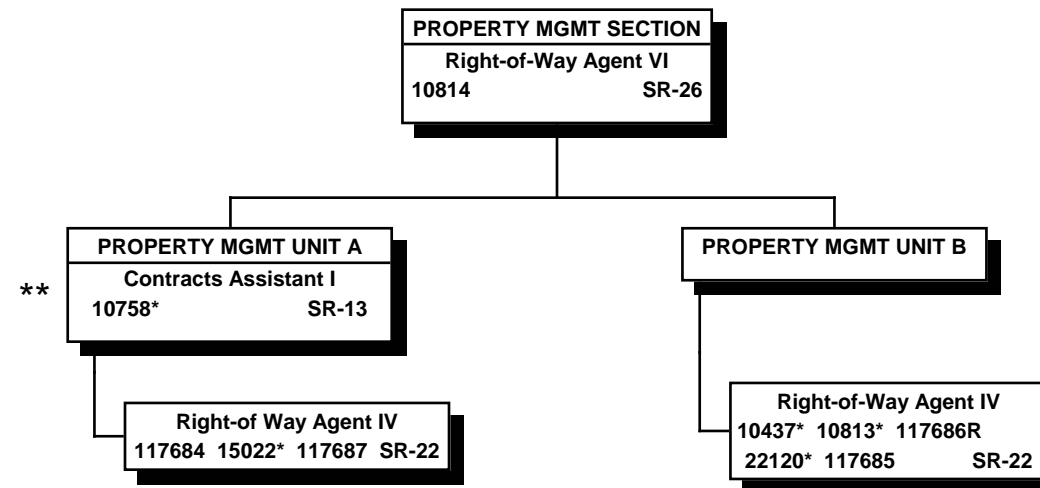 PROPERTY MGMT SECTION
Right-of-Way Agent VI
10814 SR-26
PROPERTY MGMT UNIT A
Contracts Assistant I
** 10758* SR-13
Right-of Way Agent IV
117684 15022* 117687 SR-22
PROPERTY MGMT UNIT B
Right-of-Way Agent IV
10437* 10813* 117686R
22120* 117685 SR-22